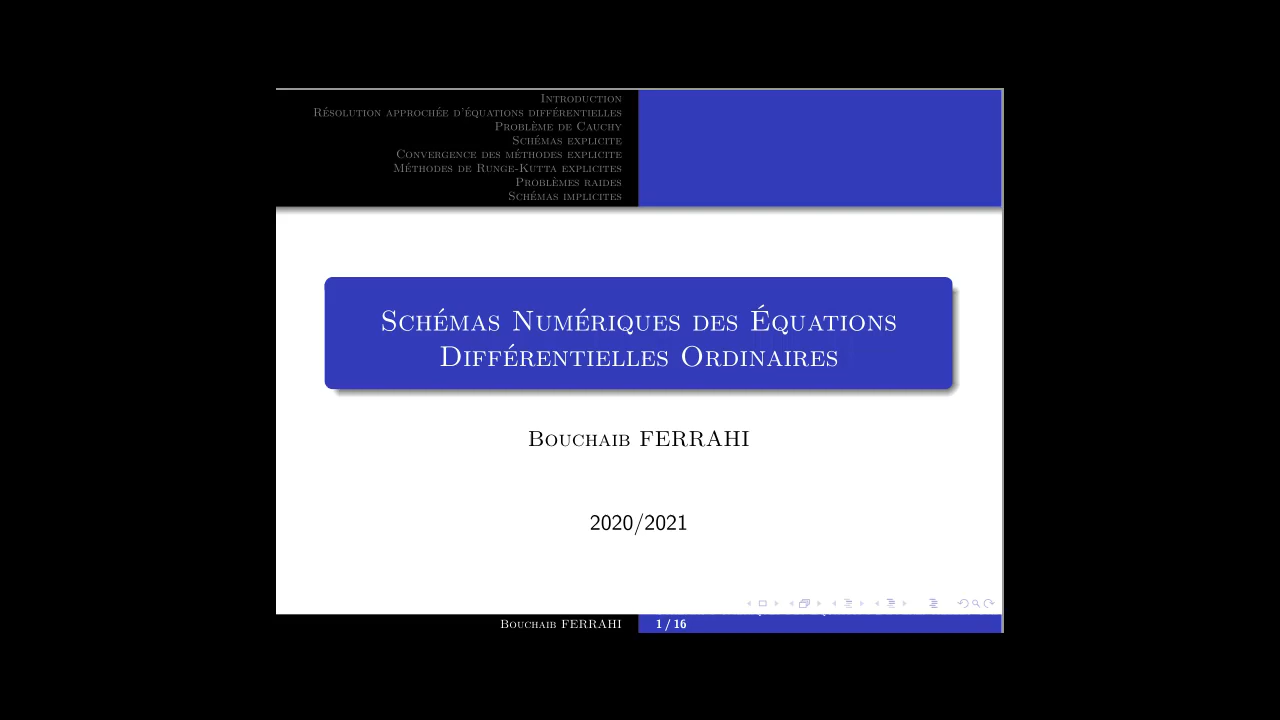 Introduction
Résolution approchée d'équations différentielles
Problème de Cauchy
Schémas explicite
Convergence des méthodes explicite
Méthodes de Runge-Kutta explicites
Problèmes raides
Schémas implicites
Schémas Numériques des Équations
Différentielles Ordinaires
Bouchaib FERRAHI
2020/2021
Bouchaib FERRAHI
1 / 16